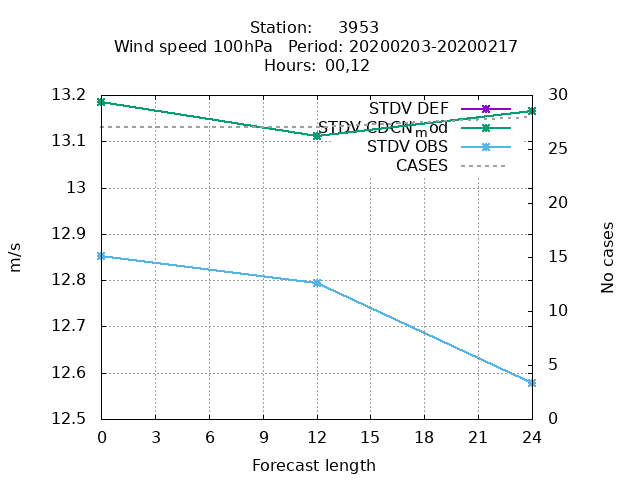 Station: 3953
Wind speed 100hPa Period: 20200203-20200217
Hours: 00,12
13.2
13.1
13
12.9
12.8
12.7
12.6
12.5
m/s
30
25
20
15
10
5
0
No cases
STDV DEF
STDV CDCN_mod
STDV OBS
CASES
0 3 6 9 12 15 18 21 24
Forecast length